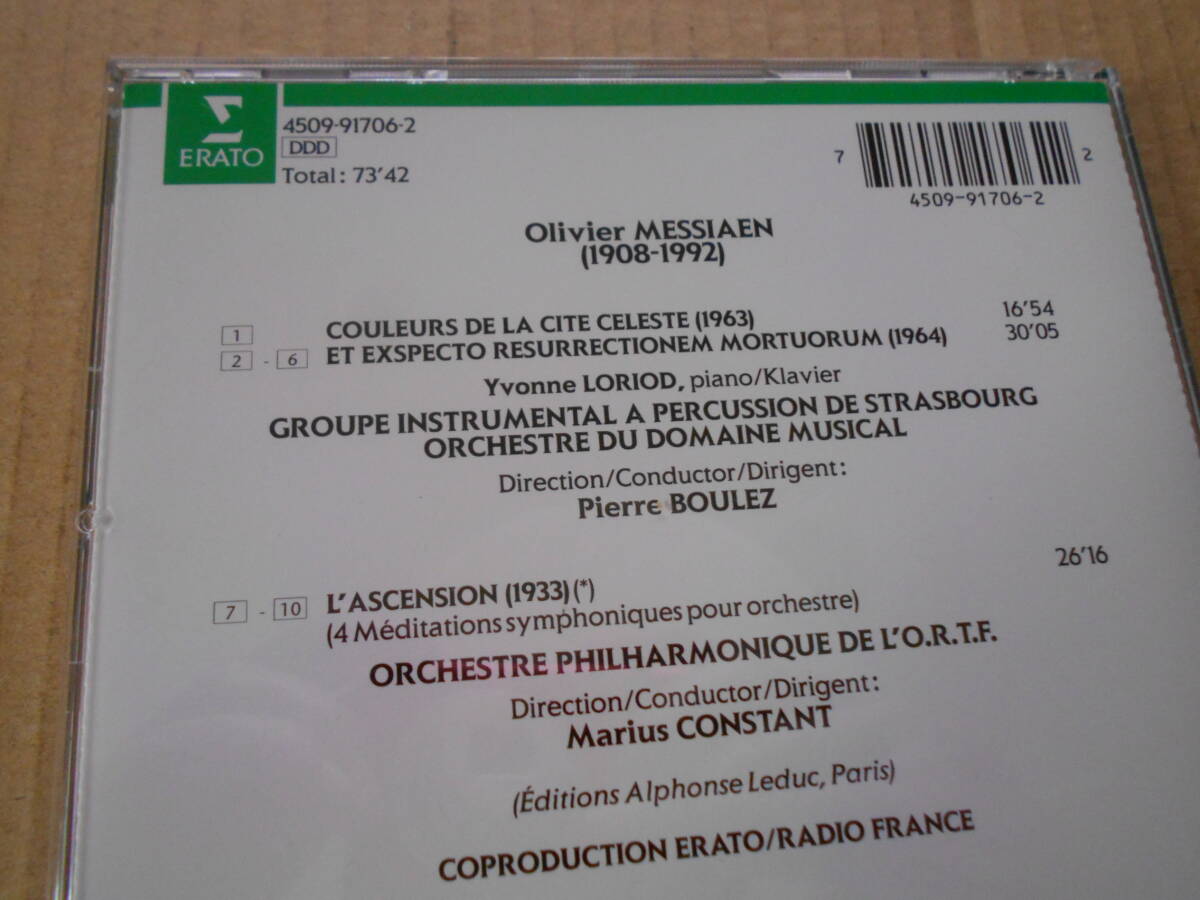 ERATO
4509-91706-2
DDD
Total: 73'42
7 2
4509-91706-2
Olivier MESSIAEN
(1908-1992)
1 COULEURS DE LA CITE CELESTE (1963) 16'54
2 - 6 ET EXSPECTO RESURRECTIONEM MORTUORUM (1964) 30'05
Yvonne LORIOD, piano/Klavier
GROUPE INSTRUMENTAL A PERCUSSION DE STRASBOURG
ORCHESTRE DU DOMAINE MUSICAL
Direction/Conductor/Dirigent:
Pierre BOULEZ
7 - 10 L'ASCENSION (1933) (*) 26'16
(4 Méditations symphoniques pour orchestre)
ORCHESTRE PHILHARMONIQUE DE L'O.R.T.F.
Direction/Conductor/Dirigent:
Marius CONSTANT
(Éditions Alphonse Leduc, Paris)
COPRODUCTION ERATO/RADIO FRANCE